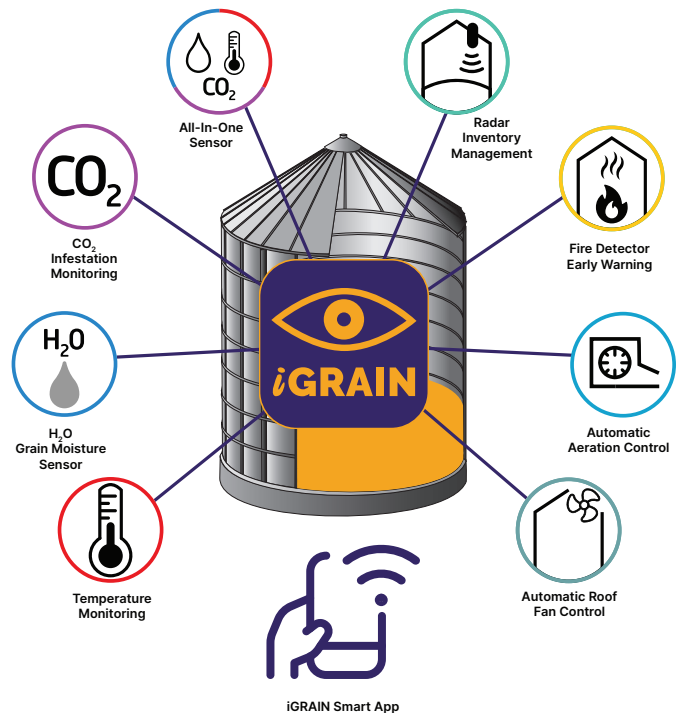 CO₂
All-In-One
Sensor
Radar
Inventory
Management
CO₂
CO₂
Infestation
Monitoring
Fire Detector
Early Warning
iGRAIN
H₂O
H₂O
Grain Moisture
Sensor
Automatic
Aeration Control
Temperature
Monitoring
Automatic Roof
Fan Control
iGRAIN Smart App